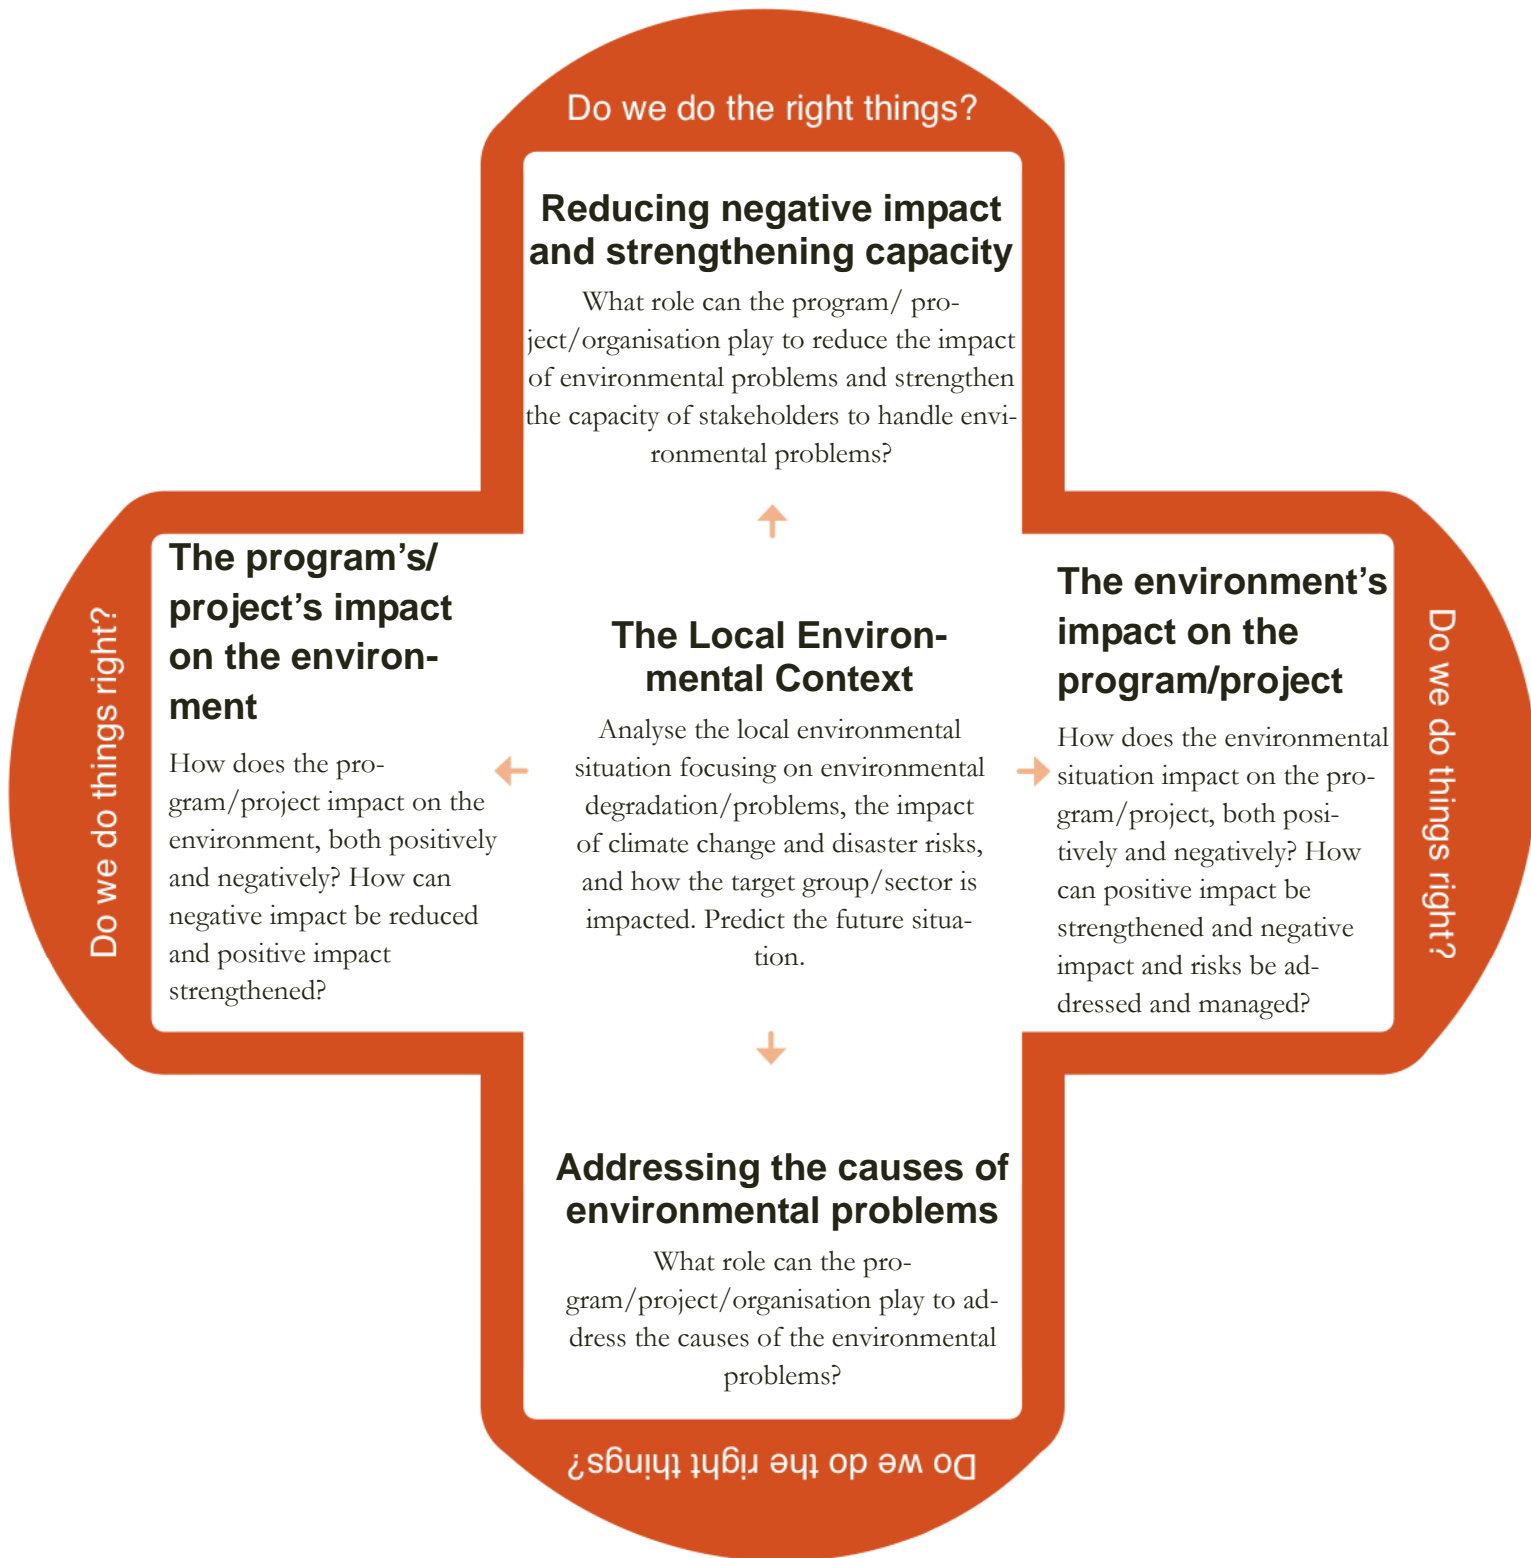 Do we do the right things?
Reducing negative impact
and strengthening capacity
What role can the program/ pro-
ject/organisation play to reduce the impact
of environmental problems and strengthen
the capacity of stakeholders to handle envi-
ronmental problems?
Do we do things right?
The program's/
project's impact
on the environ-
ment
How does the pro-
gram/project impact on the
environment, both positively
and negatively? How can
negative impact be reduced
and positive impact
strengthened?
The Local Environ-
mental Context
Analyse the local environmental
situation focusing on environmental
degradation/problems, the impact
of climate change and disaster risks,
and how the target group/sector is
impacted. Predict the future situa-
tion.
The environment's
impact on the
program/project
How does the environmental
situation impact on the pro-
gram/project, both posi-
tively and negatively? How
can positive impact be
strengthened and negative
impact and risks be ad-
dressed and managed?
Do we do things right?
Addressing the causes of
environmental problems
What role can the pro-
gram/project/organisation play to ad-
dress the causes of the environmental
problems?
Do we do the right things?